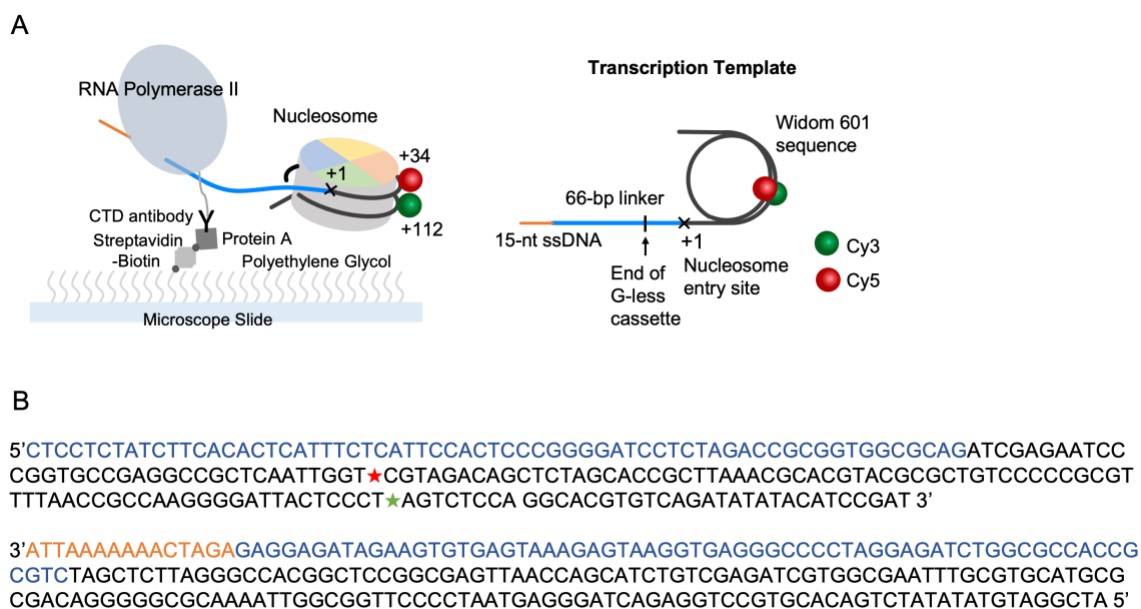 A
RNA Polymerase II
Nucleosome
+1
+34
+112
CTD antibody
Streptavidin
-Biotin
Protein A
Polyethylene Glycol
Microscope Slide
Transcription Template
Widom 601
sequence
66-bp linker
15-nt ssDNA
+1
End of
G-less
cassette
Nucleosome
entry site
Cy3
Cy5
B
5’CTCCTCTATCTTCACACTCATTTCTCATTCCACTCCCGGGGATCCTCTAGACCGCGGTGGCGCAGATCGAGAATCC
CGGTGCCGAGGCCGCTCAATTGGT★CGTAGACAGCTCTAGCACCGCTTAAACGCACGTACGCGCTGTCCCCCGCGT
TTTAACCGCCAAGGGGATTACTCCCT★AGTCTCCA GGCACGTGTCAGATATATACATCCGAT 3’
3’ATTAAAAAAACTAGAGAGGAGATAGAAGTGTGAGTAAAGAGTAAGGTGAGGGCCCCTAGGAGATCTGGCGCCACCG
CGTCTAGCTCTTAGGGCCACGGCTCCGGCGAGTTAACCAGCATCTGTCGAGATCGTGGCGAATTTGCGTGCATGCG
CGACAGGGGGCGCAAAATTGGCGGTTCCCCTAATGAGGGATCAGAGGTCCGTGCACAGTCTATATATGTAGGCTA 5’